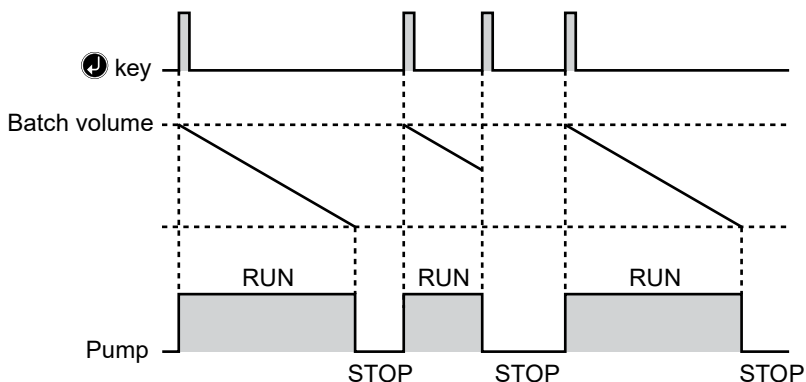 key
Batch volume
RUN RUN RUN
Pump
STOP STOP STOP